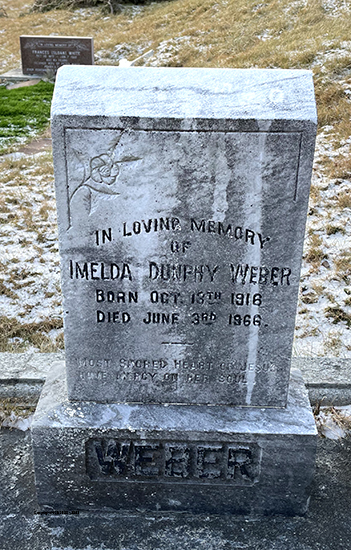 IN LOVING MEMORY
OF
IMELDA DUNPHY WEBER
BORN OCT. 13TH 1916
DIED JUNE 3RD 1966.
MOST SACRED HEART OF JESUS
HAVE MERCY ON HER SOUL
WEBER